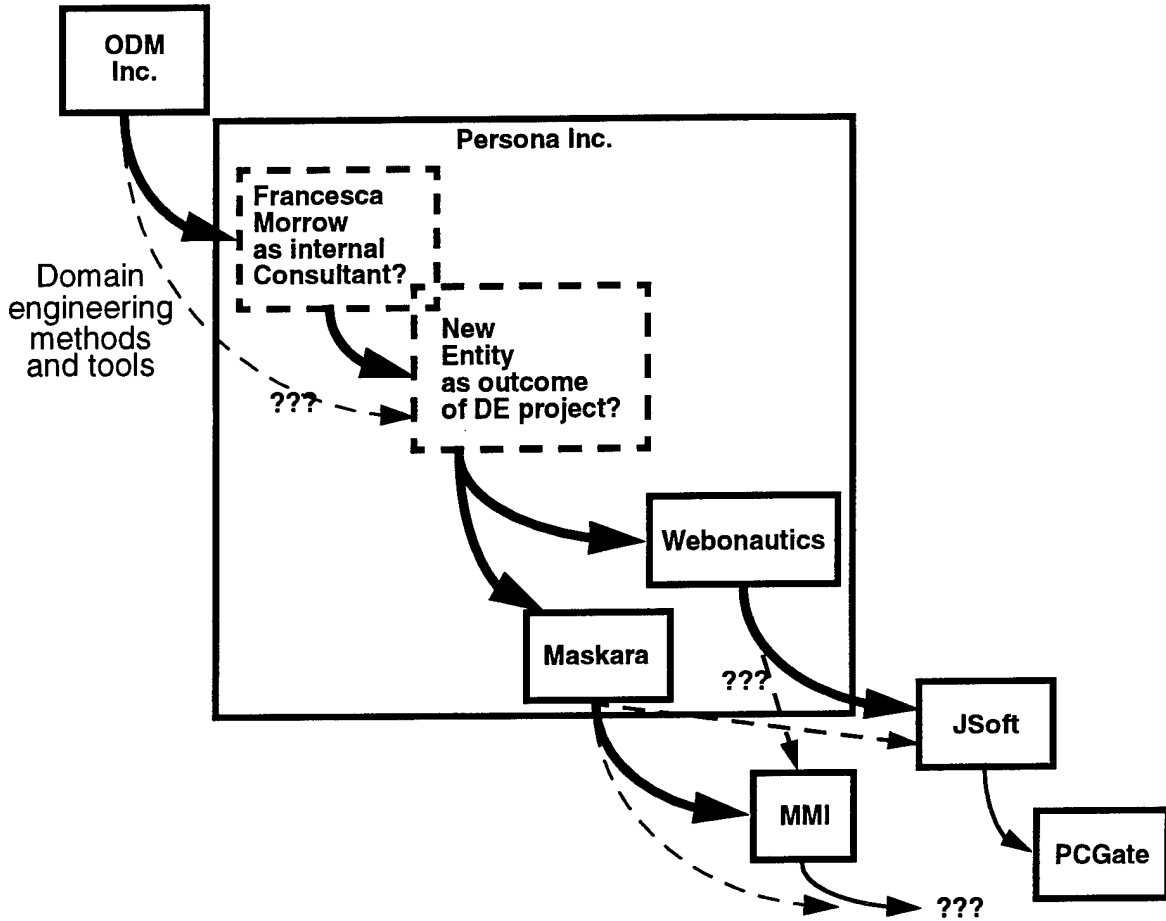 ODM
Inc.
Persona Inc.
Francesca
Morrow
as internal
Consultant?
Domain
engineering
methods
and tools
New
Entity
as outcome
of DE project?
???
Webonautics
Maskara
???
JSoft
MMI
PCGate
???